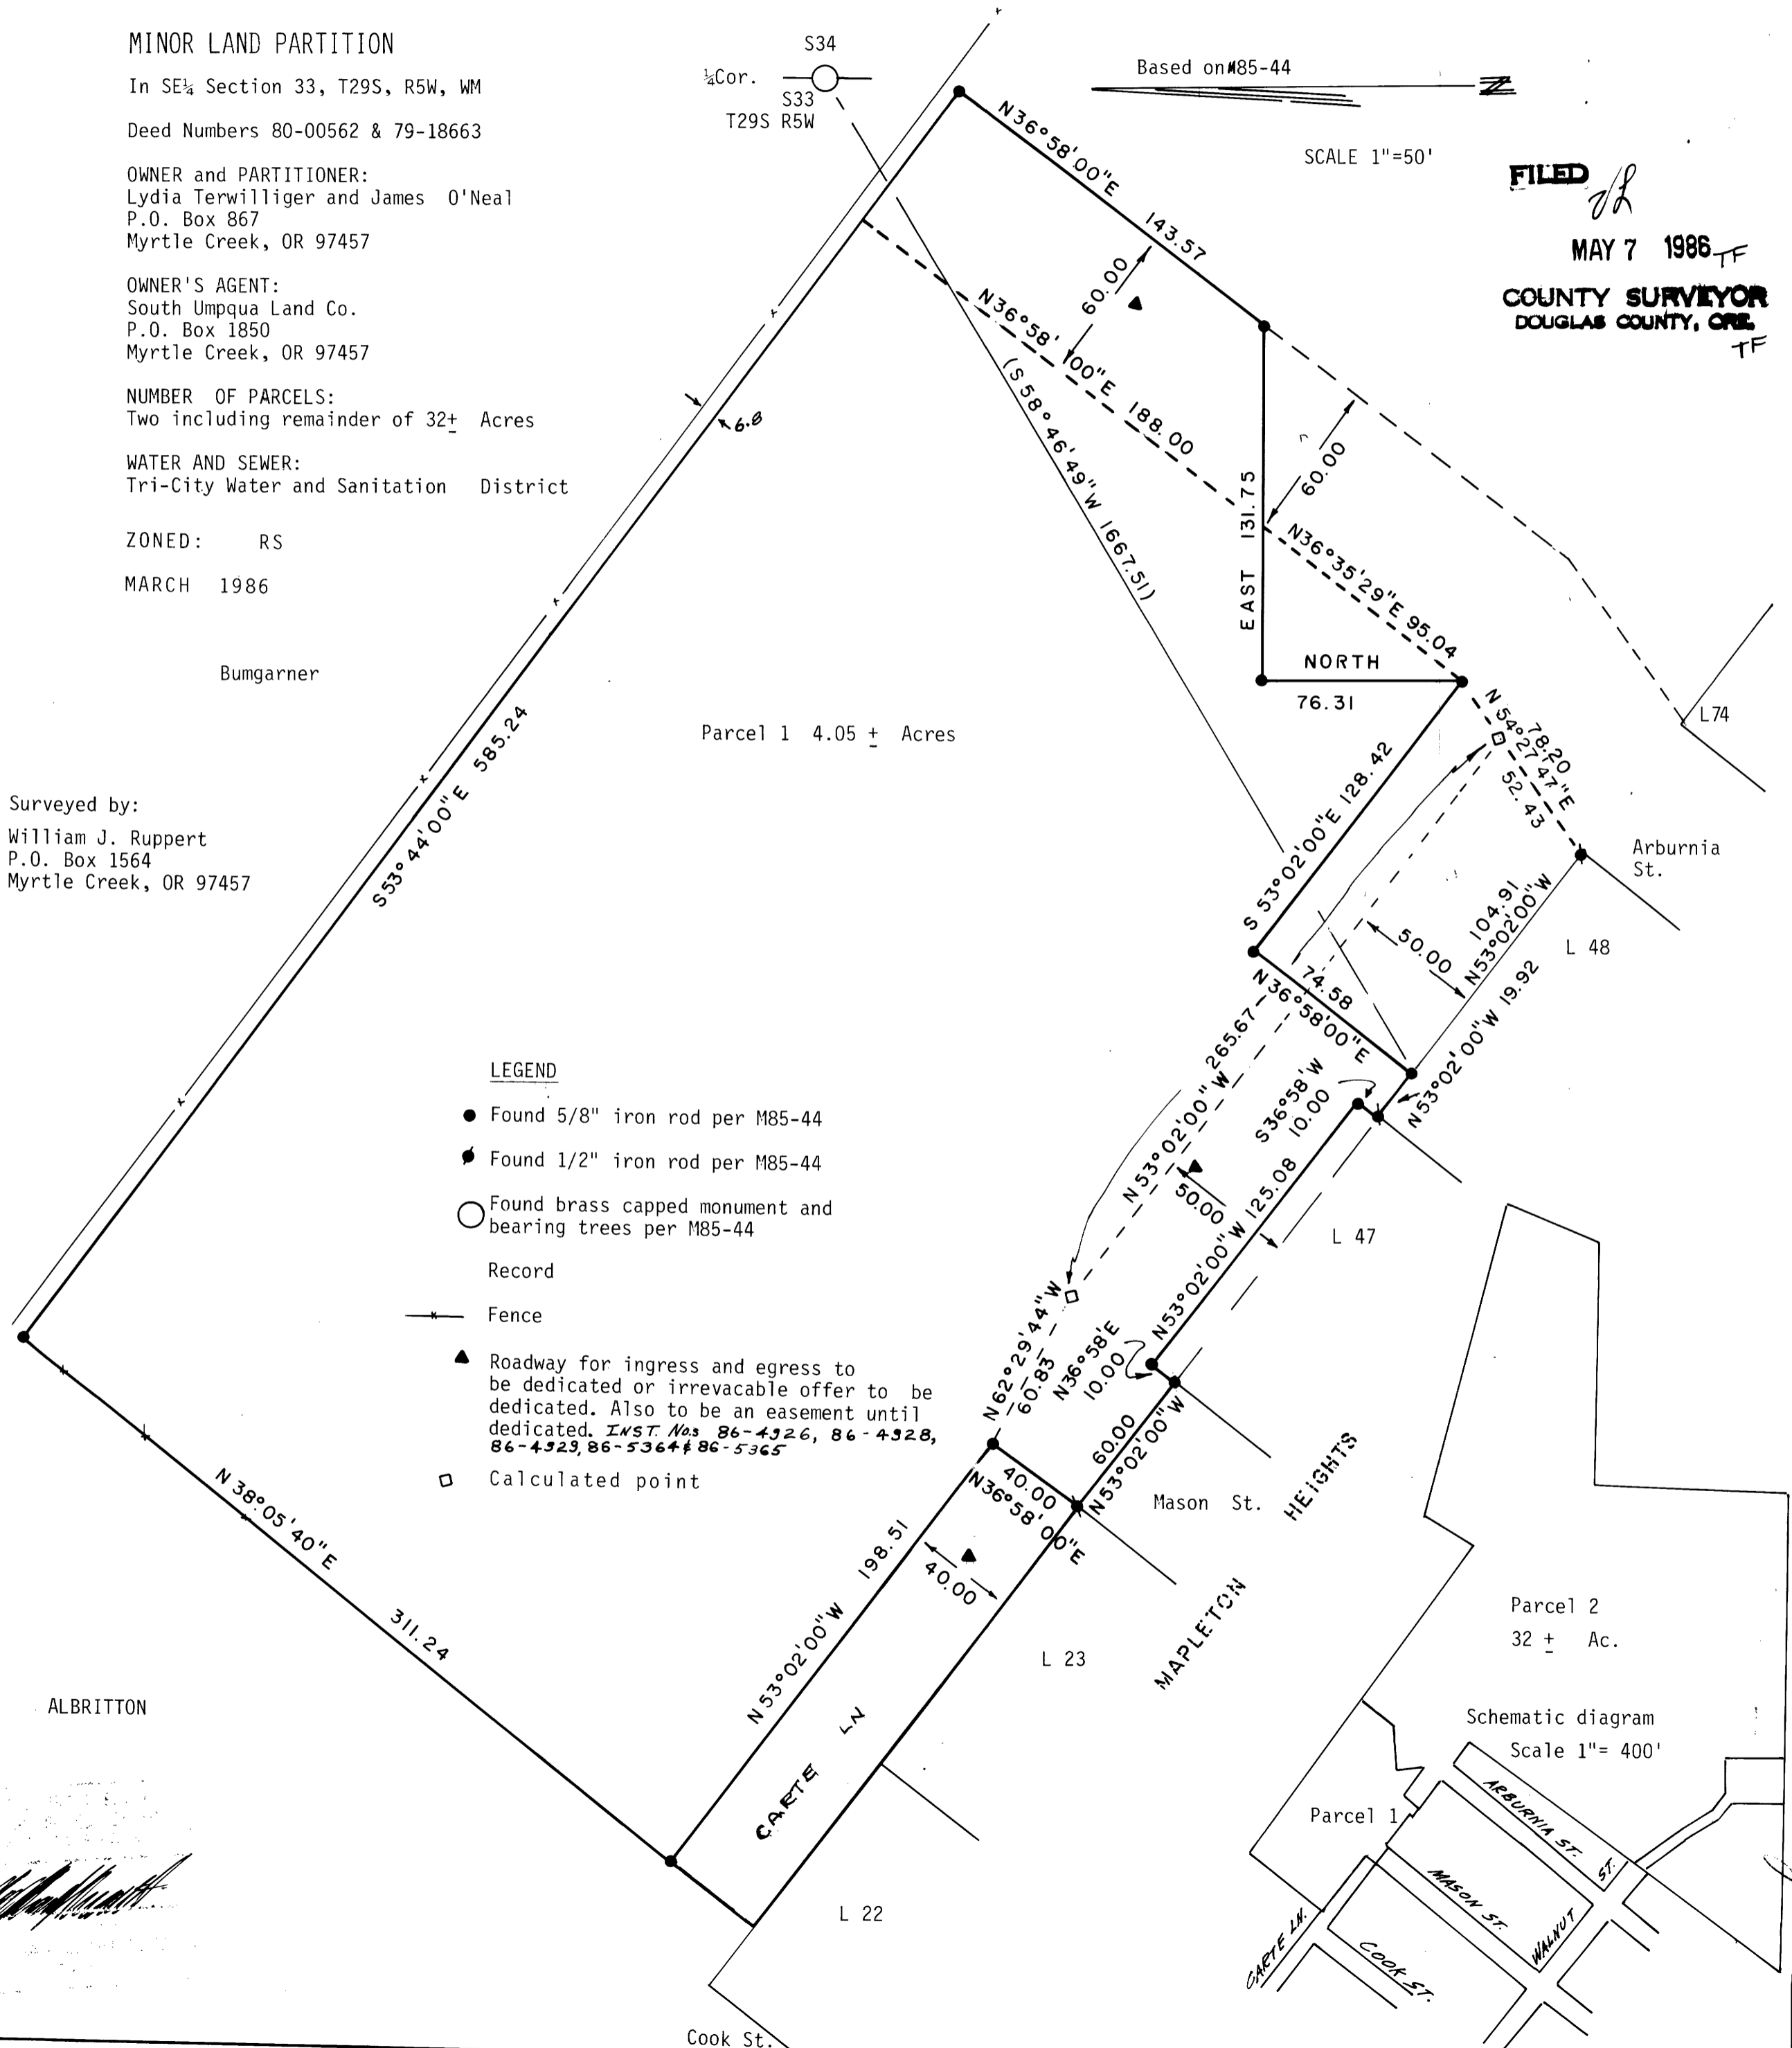 MINOR LAND PARTITION
In SE¼ Section 33, T29S, R5W, WM
Deed Numbers 80-00562 & 79-18663
OWNER and PARTITIONER:
Lydia Terwilliger and James O'Neal
P.O. Box 867
Myrtle Creek, OR 97457
OWNER'S AGENT:
South Umpqua Land Co.
P.O. Box 1850
Myrtle Creek, OR 97457
NUMBER OF PARCELS:
Two including remainder of 32± Acres
WATER AND SEWER:
Tri-City Water and Sanitation District
ZONED: RS
MARCH 1986
Bumgarner
Surveyed by:
William J. Ruppert
P.O. Box 1564
Myrtle Creek, OR 97457
S34
¼Cor.
S33
T29S R5W
Based on M85-44
N
SCALE 1"=50'
FILED
MAY 7 1986 TF
COUNTY SURVEYOR
DOUGLAS COUNTY, ORE.
TF
N36°58'00"E 143.57
60.00
N36°58'00"E 188.00
(S58°46'49"W 1667.51)
6.8
60.00
EAST 131.75
N36°35'29"E 95.04
NORTH
76.31
L74
N54°27'47"E
78.20
52.43
S53°44'00"E 585.24
Parcel 1 4.05 ± Acres
S 53°02'00"E 128.42
Arburnia
St.
104.91
N53°02'00"W
50.00
L 48
74.58
N36°58'00"E
N53°02'00"W 19.92
N53°02'00"W 265.67
S36°58'W
10.00
50.00
N53°02'00"W 125.08
L 47
LEGEND
Found 5/8" iron rod per M85-44
Found 1/2" iron rod per M85-44
Found brass capped monument and
bearing trees per M85-44
Record
Fence
Roadway for ingress and egress to
be dedicated or irrevacable offer to be
dedicated. Also to be an easement until
dedicated. INST. Nos 86-4926, 86-4928,
86-4929, 86-5364 & 86-5365
Calculated point
N62°29'44"W
60.83
N36°58'E
10.00
60.00
N53°02'00"W
40.00
N36°58'00"E
Mason St.
MAPLETON HEIGHTS
40.00
N53°02'00"W 198.51
L 23
N 38°05'40"E 311.24
ALBRITTON
CARTE LN
L 22
Cook St.
Parcel 2
32 ± Ac.
Schematic diagram
Scale 1"= 400'
Parcel 1
ARBURNIA ST.
MASON ST.
WALNUT ST.
CARTE LN.
COOK ST.